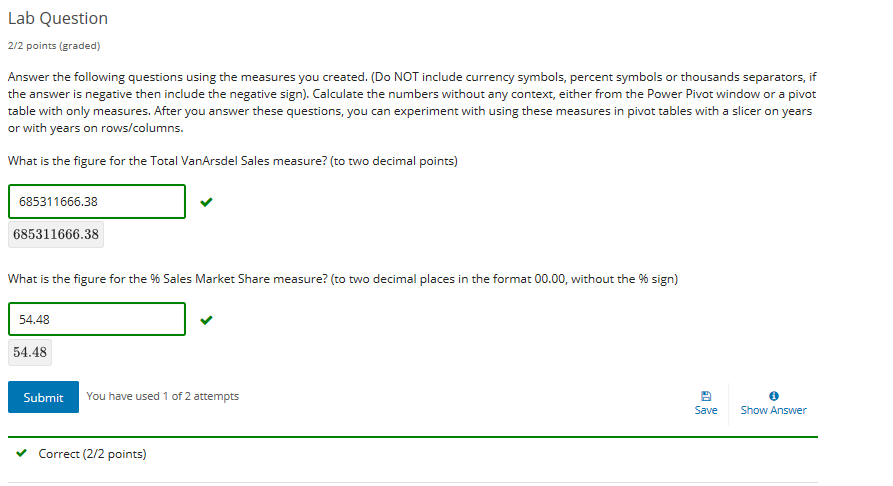 Lab Question
2/2 points (graded)
Answer the following questions using the measures you created. (Do NOT include currency symbols, percent symbols or thousands separators, if
the answer is negative then include the negative sign). Calculate the numbers without any context, either from the Power Pivot window or a pivot
table with only measures. After you answer these questions, you can experiment with using these measures in pivot tables with a slicer on years
or with years on rows/columns.
What is the figure for the Total VanArsdel Sales measure? (to two decimal points)
685311666.38
685311666.38
What is the figure for the % Sales Market Share measure? (to two decimal places in the format 00.00, without the % sign)
54.48
54.48
Submit You have used 1 of 2 attempts
Save Show Answer
Correct (2/2 points)